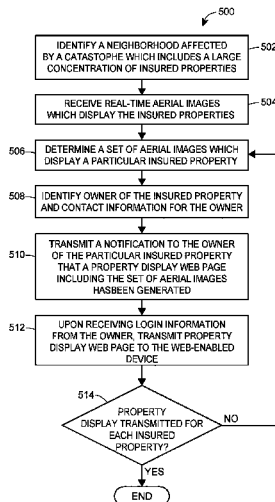 500
IDENTIFY A NEIGHBORHOOD AFFECTED
BY A CATASTOPHE WHICH INCLUDES A LARGE
CONCENTRATION OF INSURED PROPERTIES
502
RECEIVE REAL-TIME AERIAL IMAGES
WHICH DISPLAY THE INSURED PROPERTIES
504
506
DETERMINE A SET OF AERIAL IMAGES WHICH
DISPLAY A PARTICULAR INSURED PROPERTY
508
IDENTIFY OWNER OF THE INSURED PROPERTY
AND CONTACT INFORMATION FOR THE OWNER
510
TRANSMIT A NOTIFICATION TO THE OWNER
OF THE PARTICULAR INSURED PROPERTY
THAT A PROPERTY DISPLAY WEB PAGE
INCLUDING THE SET OF AERIAL IMAGES
HASBEEN GENERATED
512
UPON RECEIVING LOGIN INFORMATION
FROM THE OWNER, TRANSMIT PROPERTY
DISPLAY WEB PAGE TO THE WEB-ENABLED
DEVICE
514
PROPERTY
DISPLAY TRANSMITTED FOR
EACH INSURED
PROPERTY?
NO
YES
END